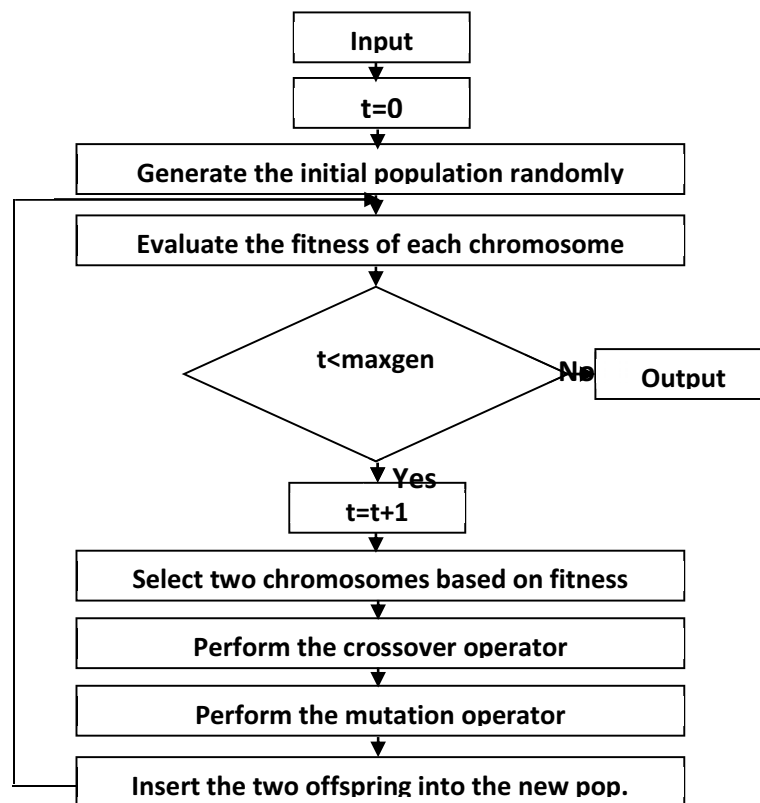 Input
t=0
Generate the initial population randomly
Evaluate the fitness of each chromosome
t<maxgen
No
Output
Yes
t=t+1
Select two chromosomes based on fitness
Perform the crossover operator
Perform the mutation operator
Insert the two offspring into the new pop.